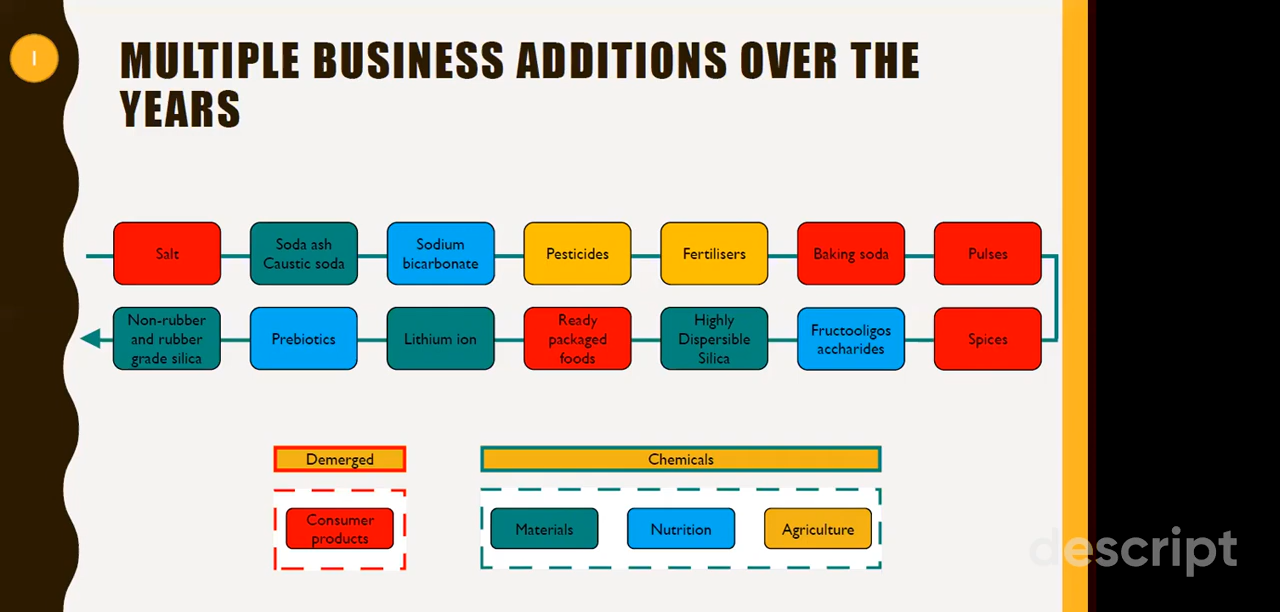 1
MULTIPLE BUSINESS ADDITIONS OVER THE
YEARS
Salt
Soda ash
Caustic soda
Sodium
bicarbonate
Pesticides
Fertilisers
Baking soda
Pulses
Non-rubber
and rubber
grade silica
Prebiotics
Lithium ion
Ready
packaged
foods
Highly
Dispersible
Silica
Fructooligos
accharides
Spices
Demerged
Chemicals
Consumer
products
Materials
Nutrition
Agriculture
descript